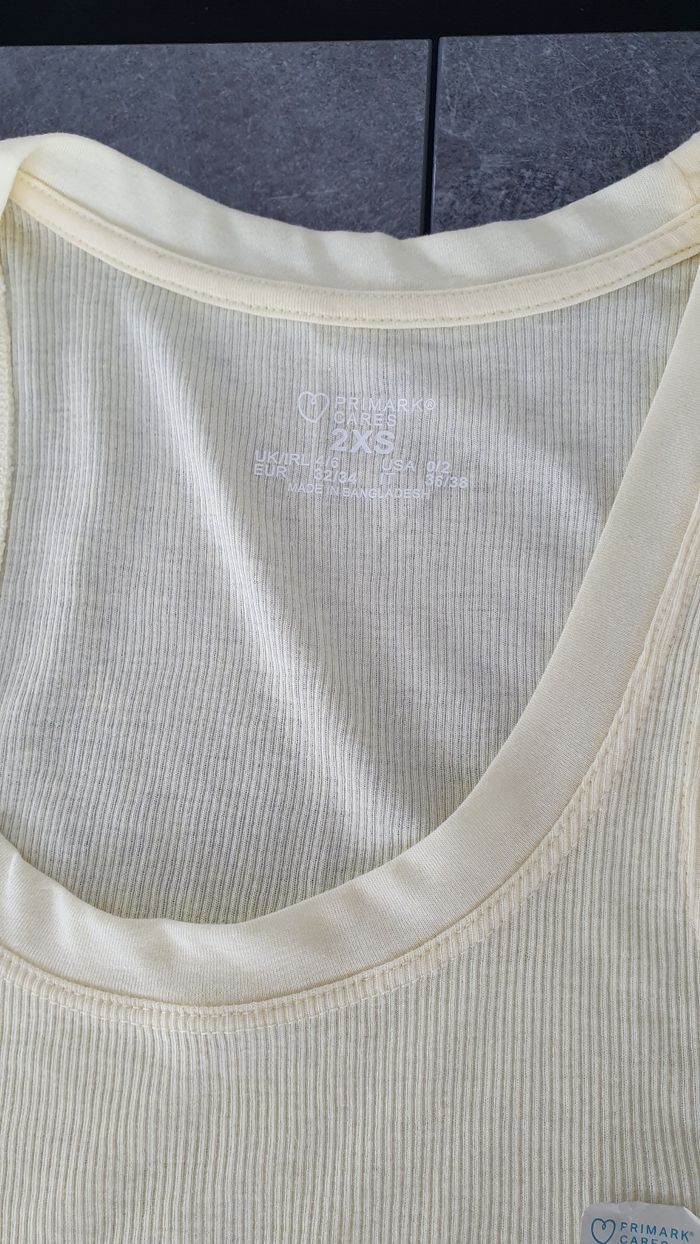 PRIMARK®
CARES
2XS
UK/IRL 4/6 USA 0/2
EUR 32/34 IT 36/38
MADE IN BANGLADESH
PRIMARK®
CARES